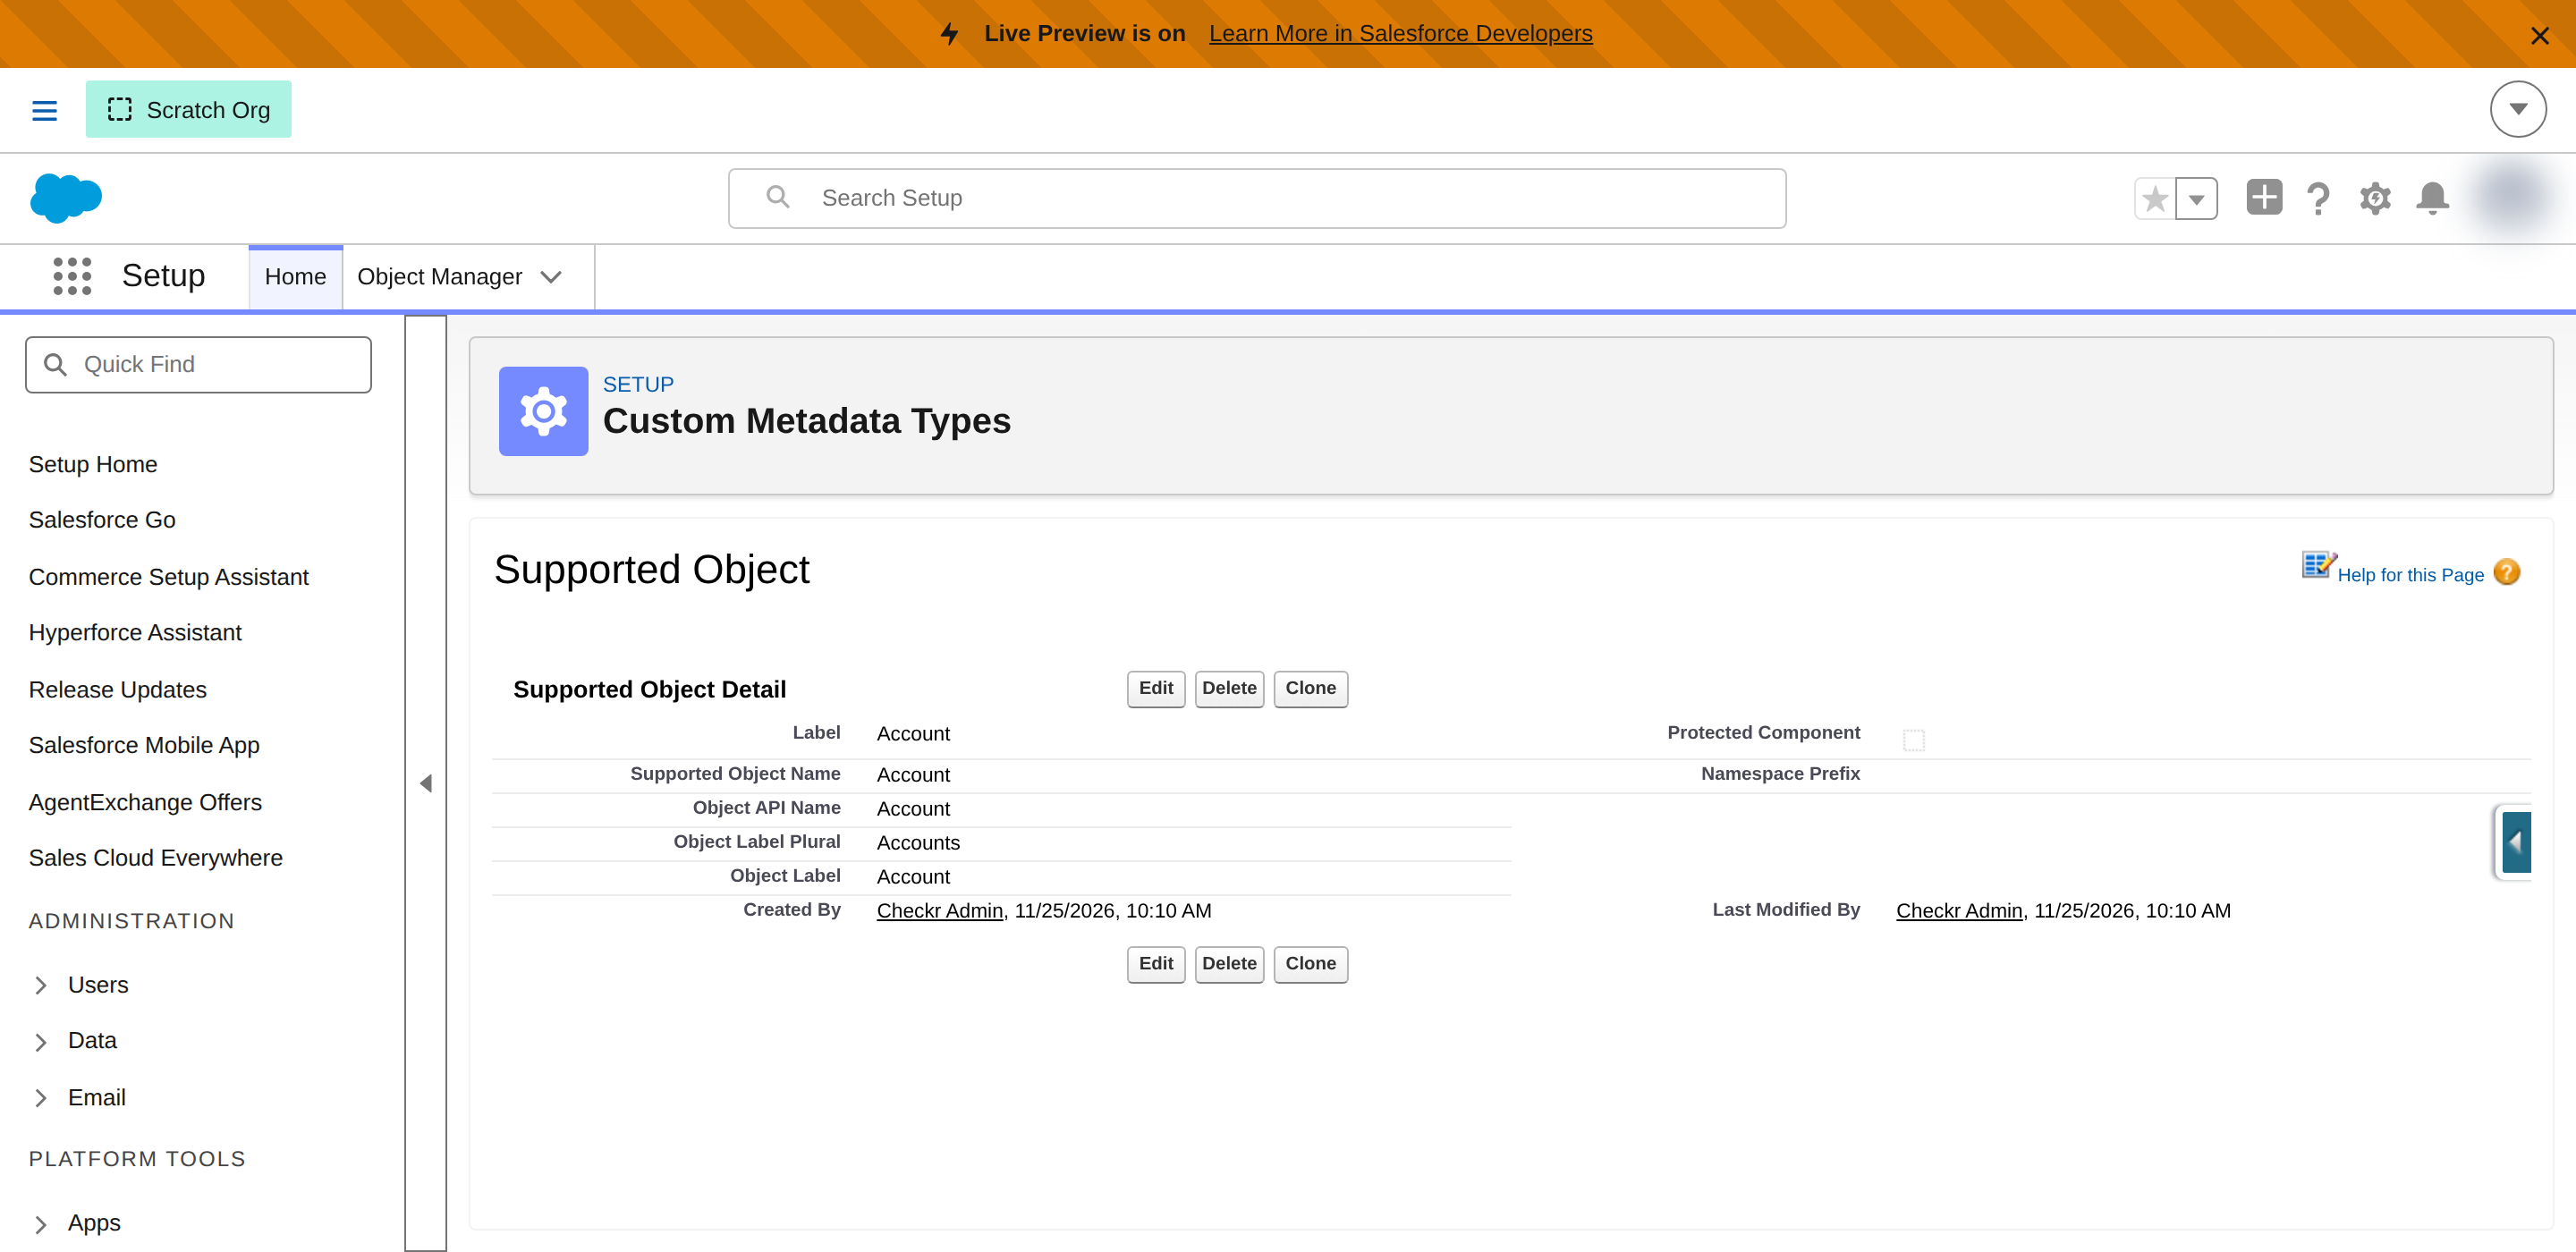 Live Preview is on Learn More in Salesforce Developers
Scratch Org
Search Setup
Setup Home Object Manager
Quick Find
Setup Home
Salesforce Go
Commerce Setup Assistant
Hyperforce Assistant
Release Updates
Salesforce Mobile App
AgentExchange Offers
Sales Cloud Everywhere
ADMINISTRATION
Users
Data
Email
PLATFORM TOOLS
Apps
SETUP
Custom Metadata Types
Supported Object
Help for this Page
Supported Object Detail Edit Delete Clone
Label Account Protected Component
Supported Object Name Account Namespace Prefix
Object API Name Account
Object Label Plural Accounts
Object Label Account
Created By Checkr Admin, 11/25/2026, 10:10 AM Last Modified By Checkr Admin, 11/25/2026, 10:10 AM
Edit Delete Clone